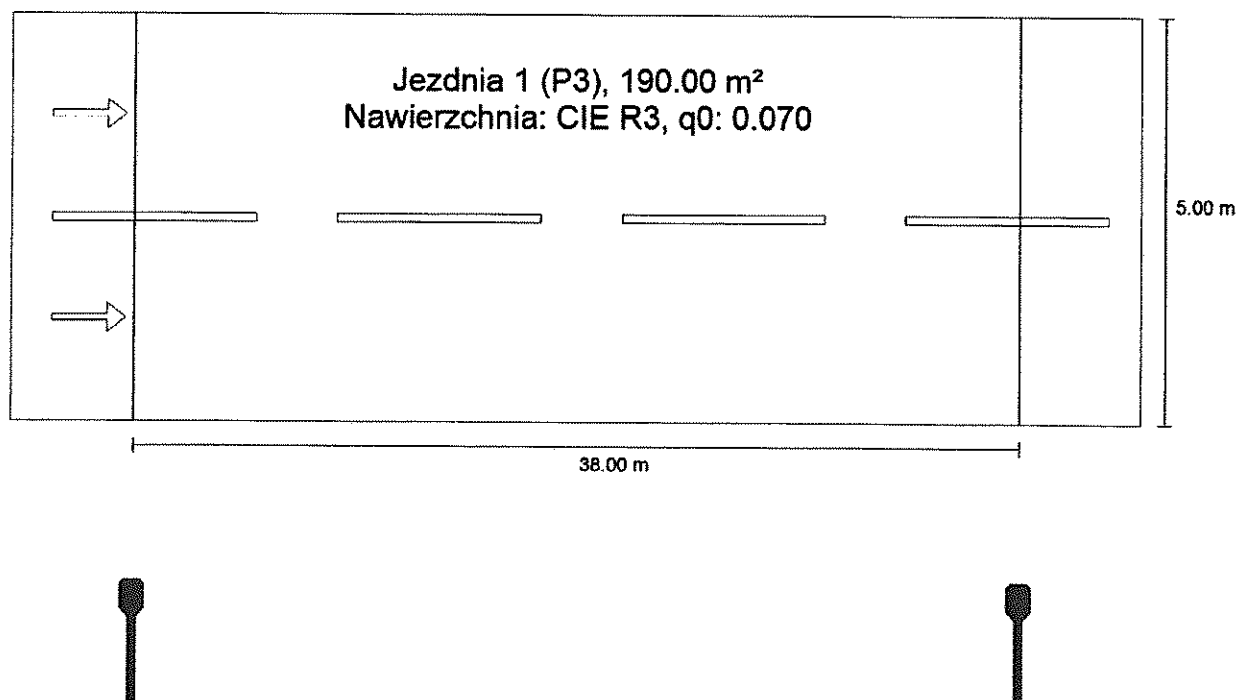 Jezdnia 1 (P3), 190.00 m²
Nawierzchnia: CIE R3, q0: 0.070
5.00 m
38.00 m